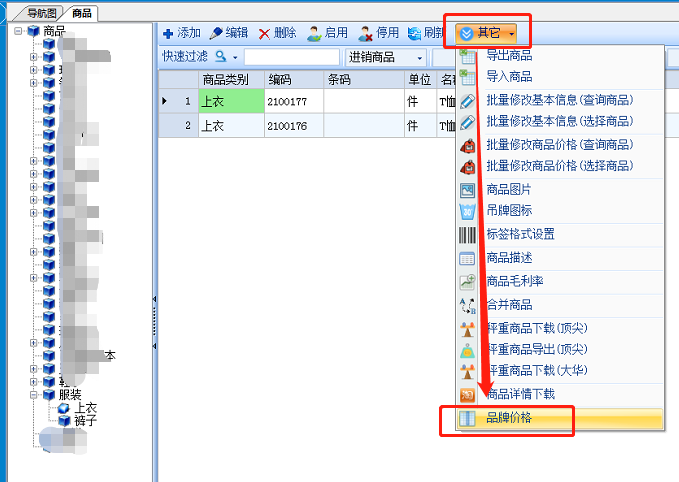 导航图 商品
商品
添加 编辑 删除 启用 停用 刷新 其它
快速过滤 进销商品
商品类别 编码 条码 单位
1 上衣 2100177 件 T恤
2 上衣 2100176 件 T恤
导出商品
导入商品
批量修改基本信息(查询商品)
批量修改基本信息(选择商品)
批量修改商品价格(查询商品)
批量修改商品价格(选择商品)
商品图片
吊牌图标
标签格式设置
商品描述
商品毛利率
合并商品
秤重商品下载(顶尖)
秤重商品导出(顶尖)
秤重商品下载(大华)
商品详情下载
品牌价格
本
服装
上衣
裤子